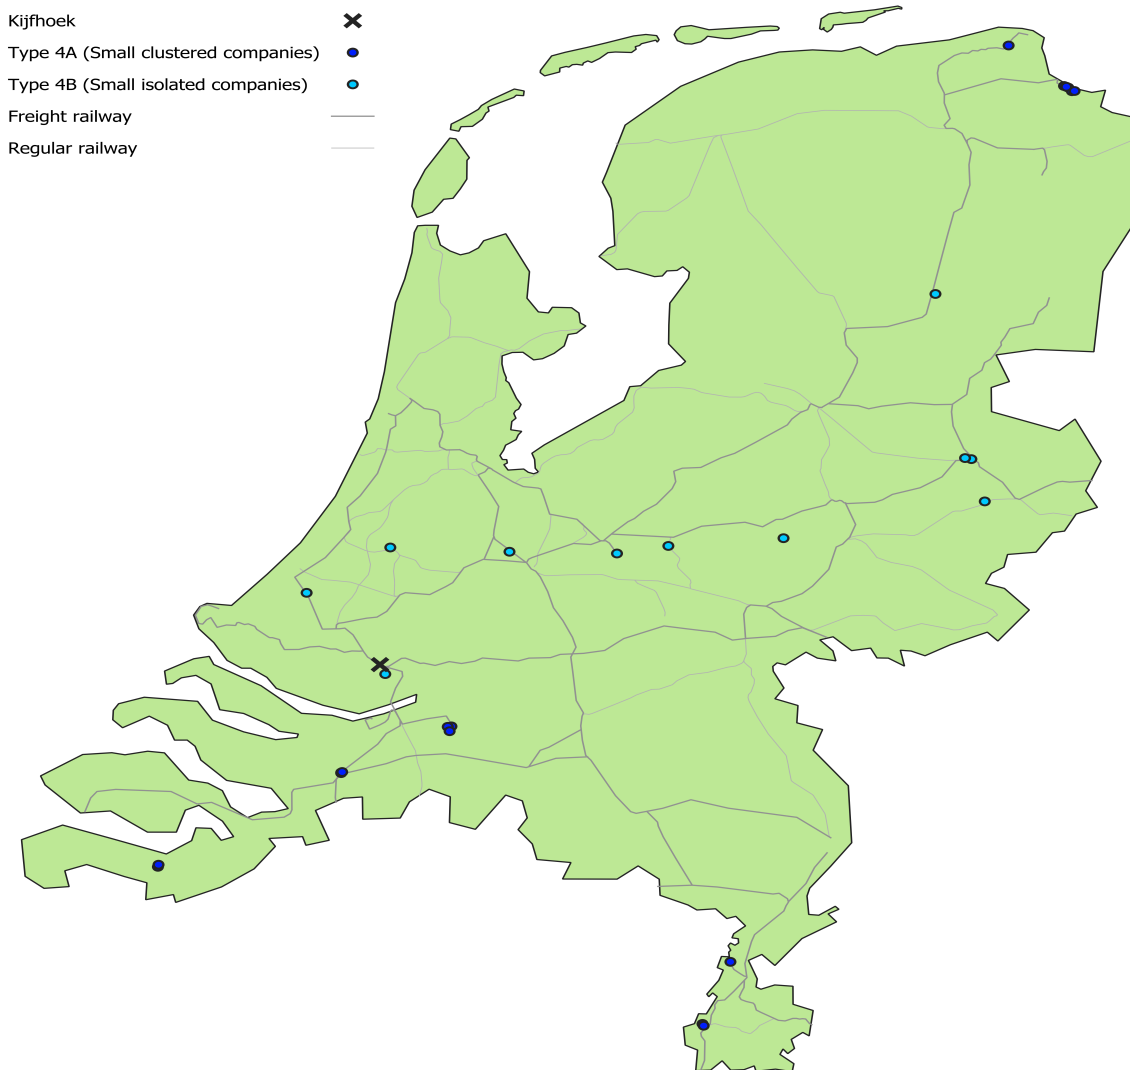 Kijfhoek
Type 4A (Small clustered companies)
Type 4B (Small isolated companies)
Freight railway
Regular railway